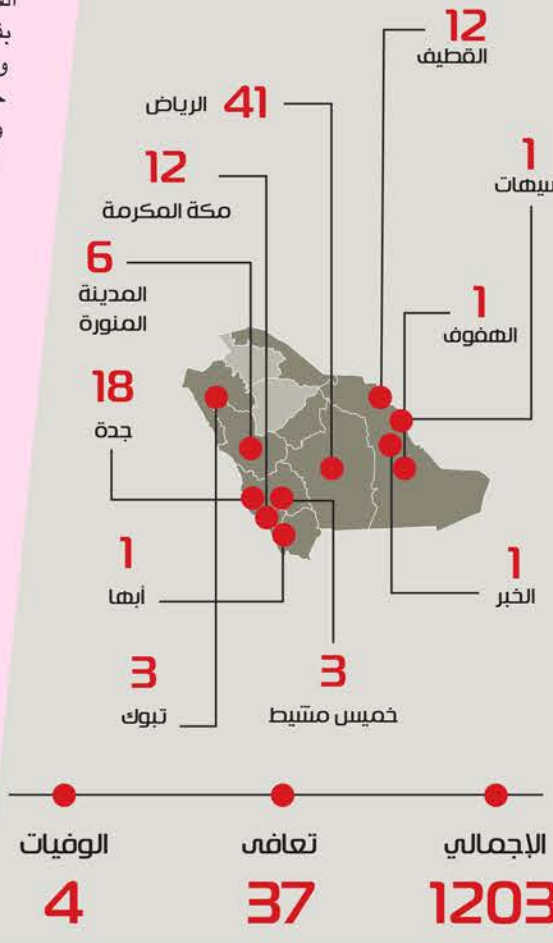 12
القطيف
41 الرياض
1
سيهات
12
مكة المكرمة
6
المدينة
المنورة
1
الهفوف
18
جدة
1
أبها
1
الخبر
3
تبوك
3
خميس مشيط
الإجمالي
1203
تعافى
37
الوفيات
4